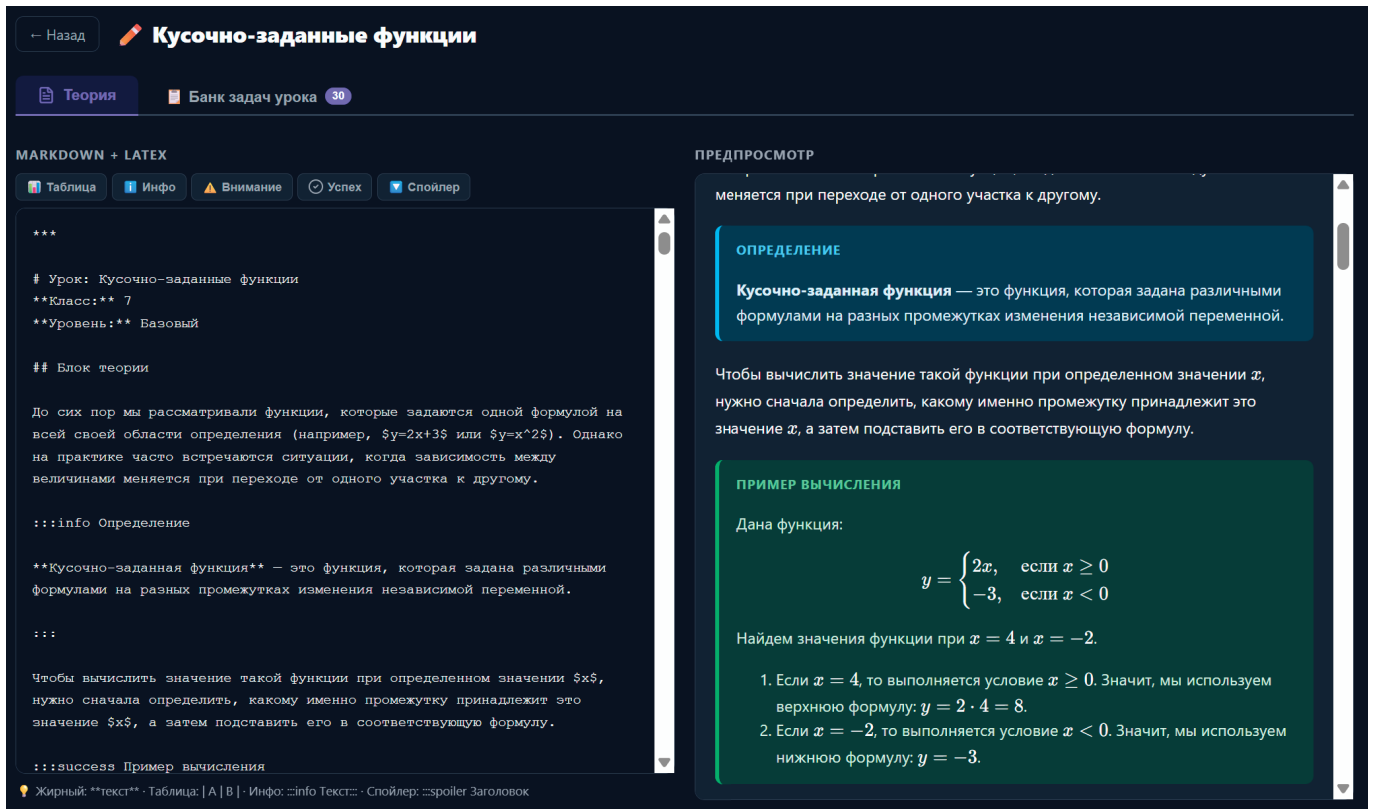 ← Назад
Кусочно-заданные функции
Теория
Банк задач урока 30
MARKDOWN + LATEX
Таблица
Инфо
Внимание
Успех
Спойлер
***
# Урок: Кусочно-заданные функции
**Класс:** 7
**Уровень:** Базовый
## Блок теории
До сих пор мы рассматривали функции, которые задаются одной формулой на
всей своей области определения (например, $y=2x+3$ или $y=x^2$). Однако
на практике часто встречаются ситуации, когда зависимость между
величинами меняется при переходе от одного участка к другому.
:::info Определение
**Кусочно-заданная функция** — это функция, которая задана различными
формулами на разных промежутках изменения независимой переменной.
:::
Чтобы вычислить значение такой функции при определенном значении $x$,
нужно сначала определить, какому именно промежутку принадлежит это
значение $x$, а затем подставить его в соответствующую формулу.
:::success Пример вычисления
Жирный: **текст** · Таблица: | A | B | · Инфо: :::info Текст::: · Спойлер: :::spoiler Заголовок
ПРЕДПРОСМОТР
меняется при переходе от одного участка к другому.
ОПРЕДЕЛЕНИЕ
Кусочно-заданная функция — это функция, которая задана различными
формулами на разных промежутках изменения независимой переменной.
Чтобы вычислить значение такой функции при определенном значении x,
нужно сначала определить, какому именно промежутку принадлежит это
значение x, а затем подставить его в соответствующую формулу.
ПРИМЕР ВЫЧИСЛЕНИЯ
Дана функция:
y = { 2x, если x ≥ 0
−3, если x < 0
Найдем значения функции при x = 4 и x = −2.
1. Если x = 4, то выполняется условие x ≥ 0. Значит, мы используем
верхнюю формулу: y = 2 · 4 = 8.
2. Если x = −2, то выполняется условие x < 0. Значит, мы используем
нижнюю формулу: y = −3.